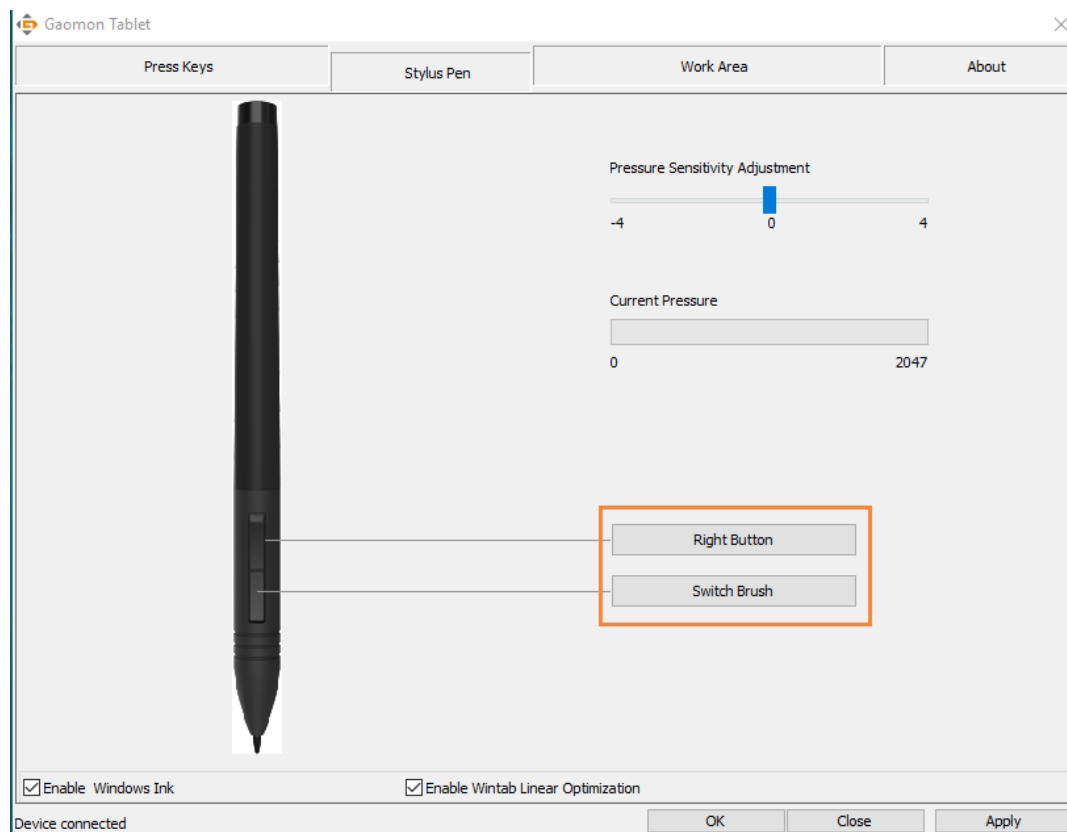 Gaomon Tablet
Press Keys
Stylus Pen
Work Area
About
Pressure Sensitivity Adjustment
-4 0 4
Current Pressure
0 2047
Right Button
Switch Brush
Enable Windows Ink
Enable Wintab Linear Optimization
Device connected
OK
Close
Apply